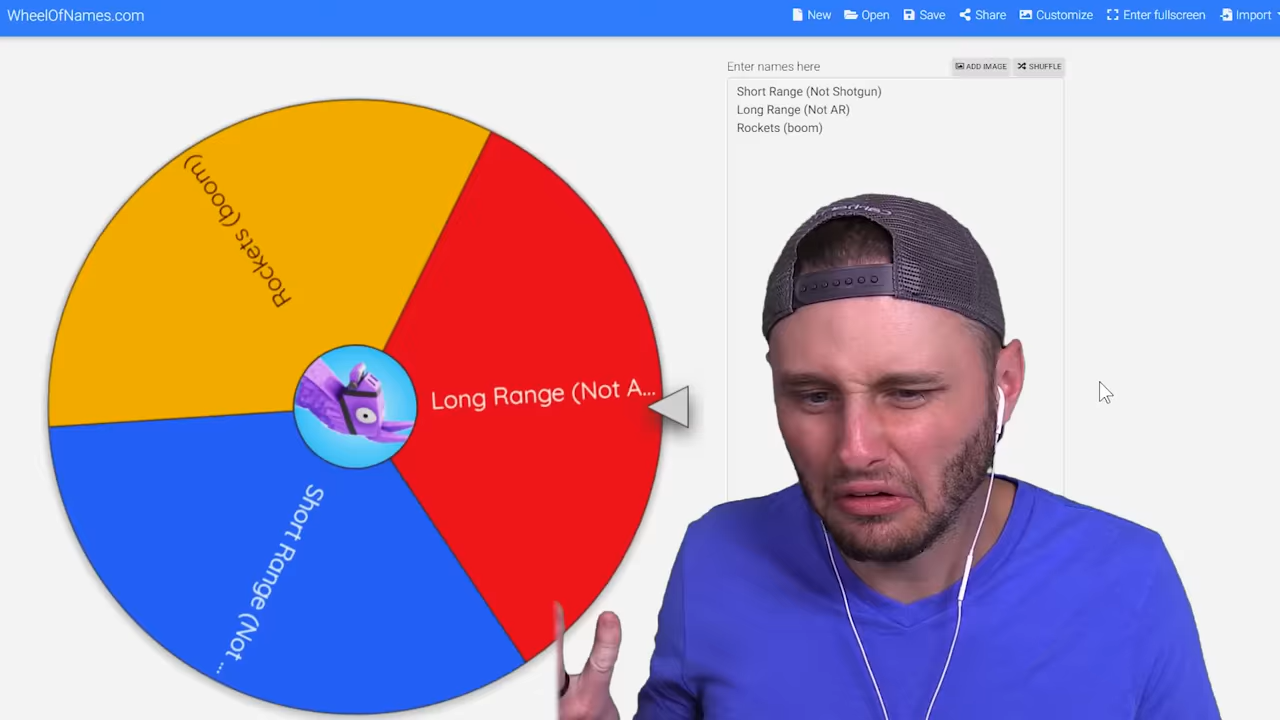 WheelOfNames.com
New
Open
Save
Share
Customize
Enter fullscreen
Import
Enter names here
ADD IMAGE
SHUFFLE
Short Range (Not Shotgun)
Long Range (Not AR)
Rockets (boom)
Rockets (boom)
Long Range (Not A...
Short Range (Not ...